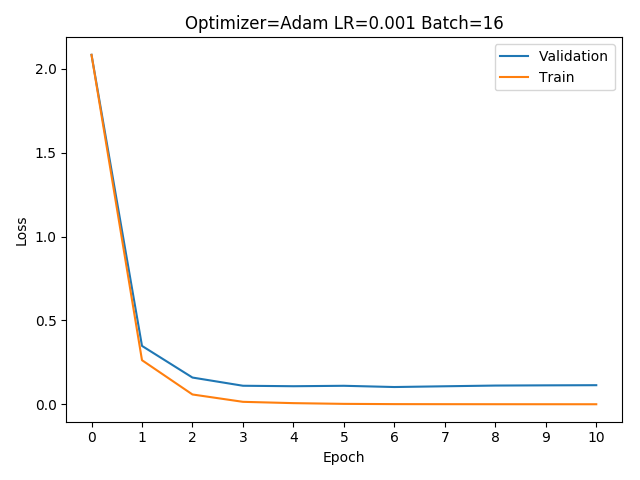 Optimizer=Adam LR=0.001 Batch=16
Validation
Train
2.0
1.5
1.0
0.5
0.0
Loss
0 1 2 3 4 5 6 7 8 9 10
Epoch